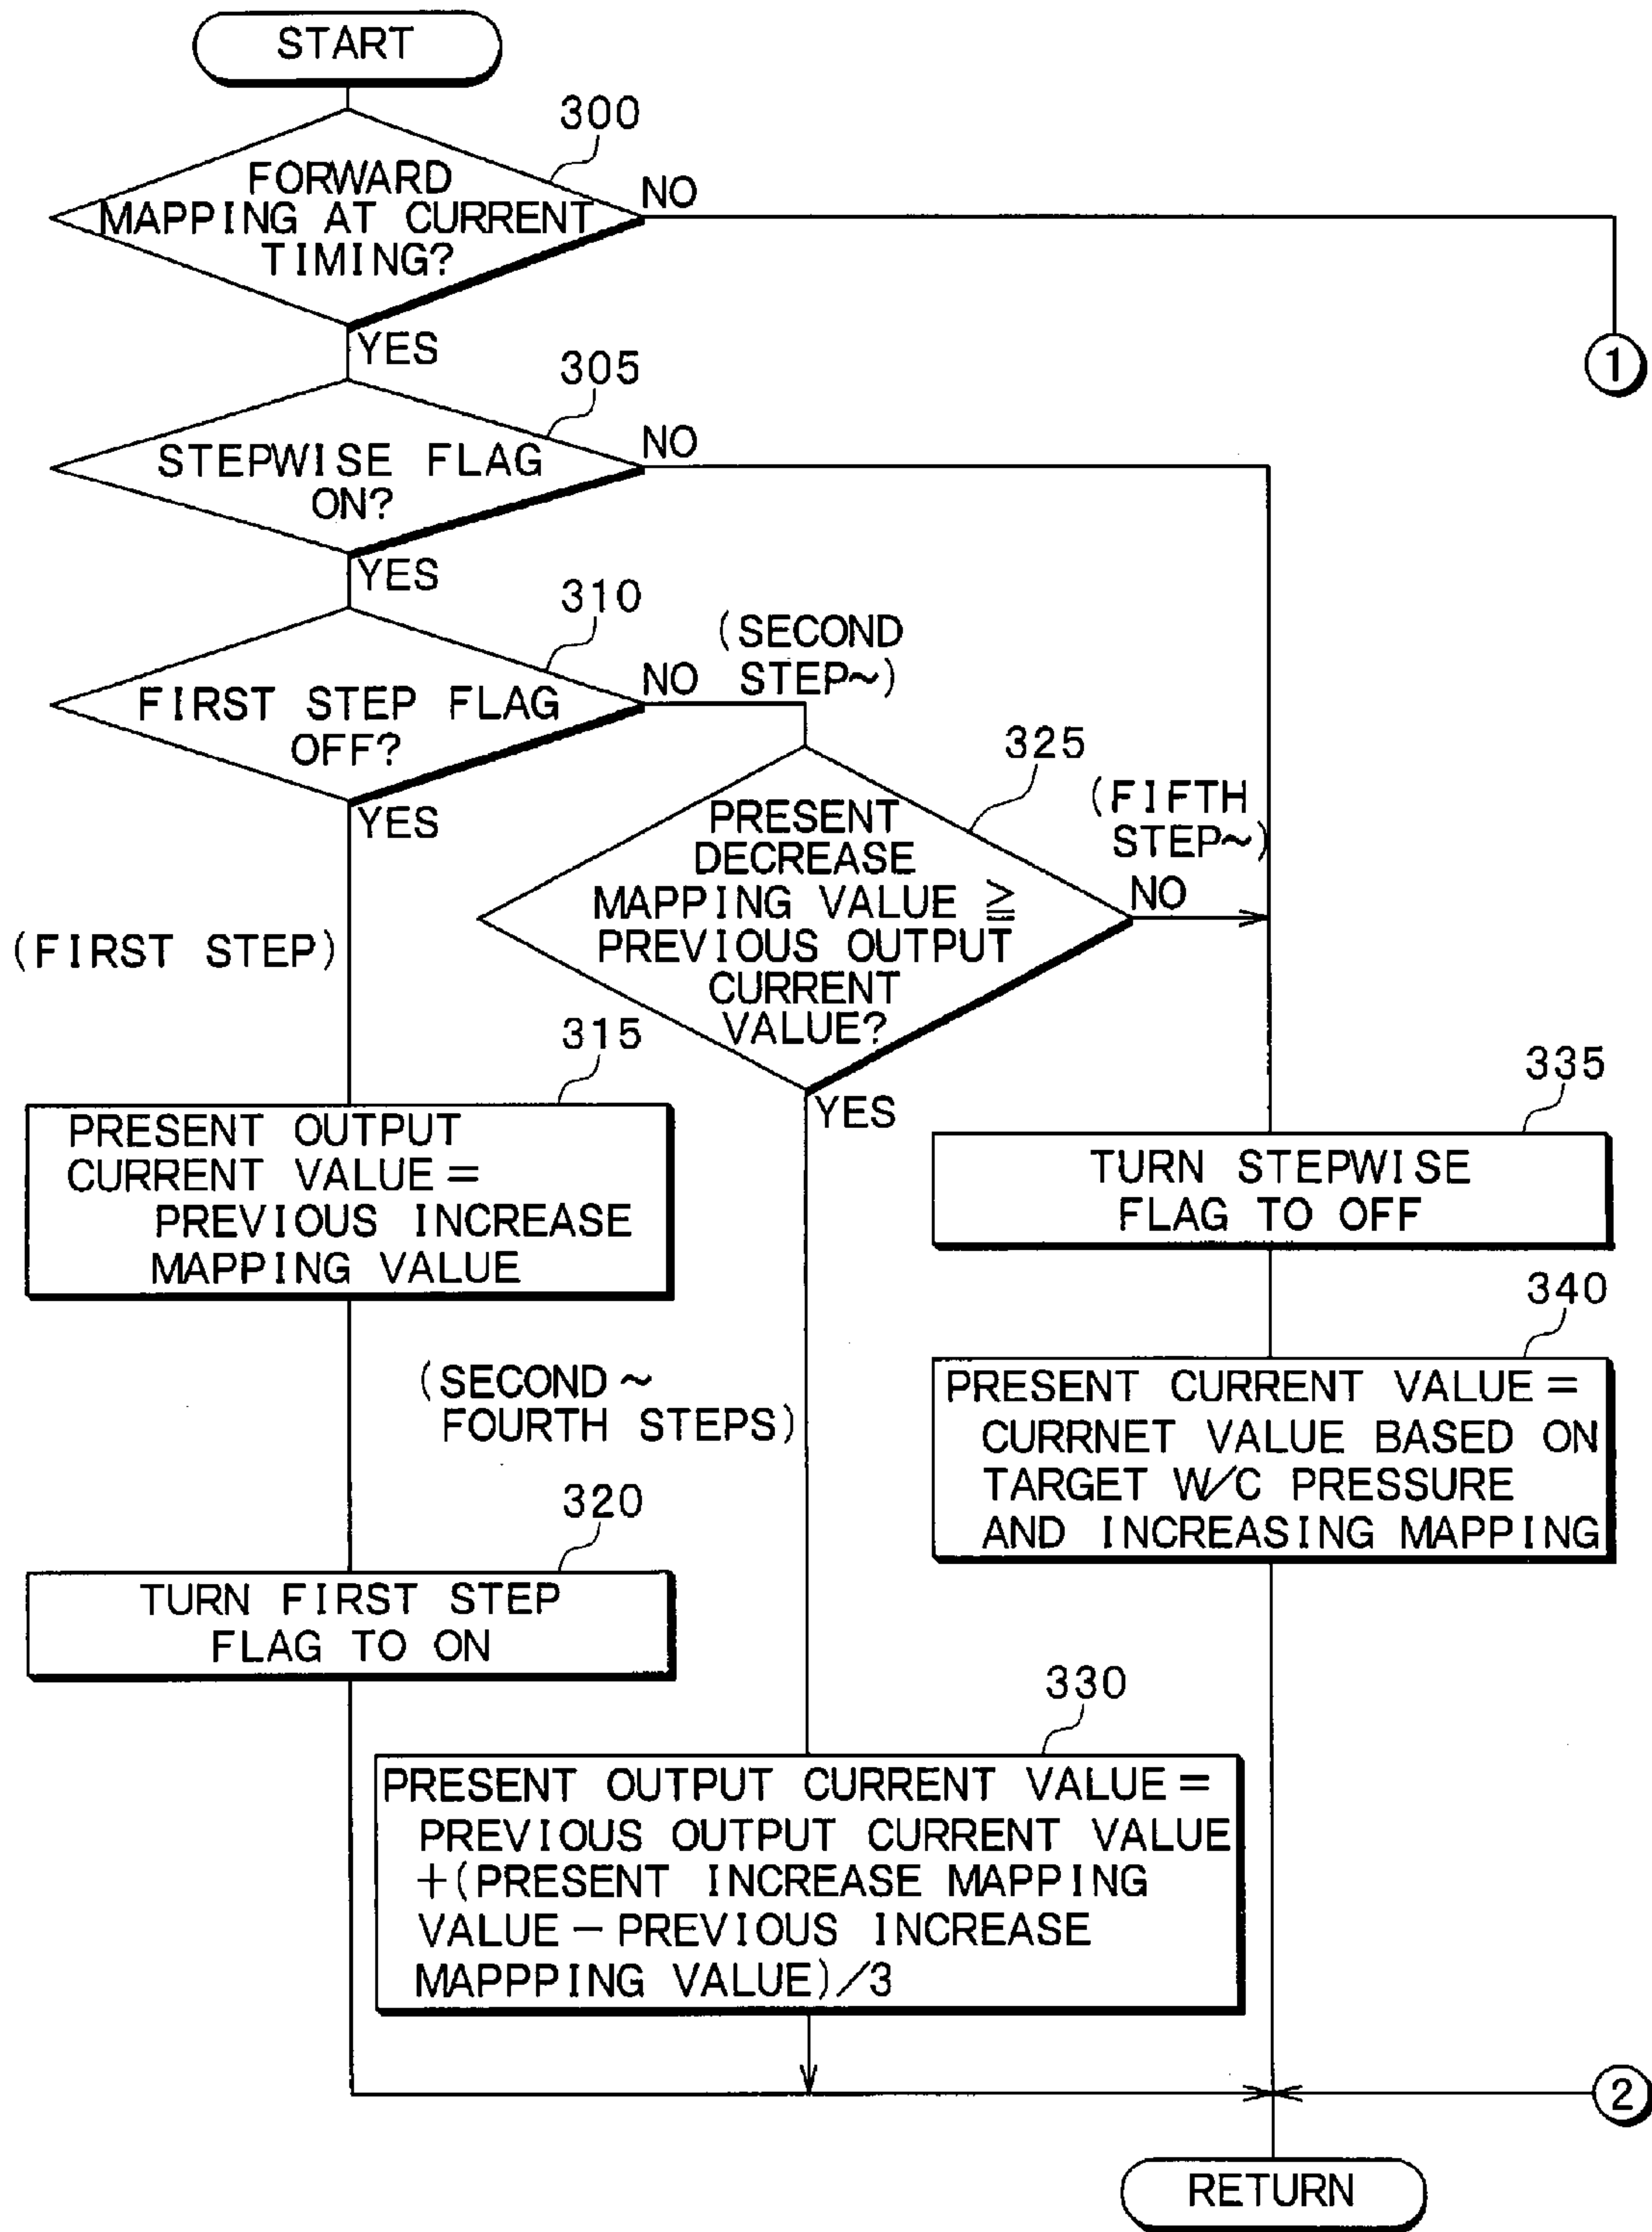 START
300
FORWARD
MAPPING AT CURRENT
TIMING?
NO
YES
1
305
STEPWISE FLAG
ON?
NO
YES
310
FIRST STEP FLAG
OFF?
NO
(SECOND
STEP~)
YES
325
PRESENT
DECREASE
MAPPING VALUE ≧
PREVIOUS OUTPUT
CURRENT
VALUE?
(FIFTH
STEP~)
NO
YES
(FIRST STEP)
315
PRESENT OUTPUT
CURRENT VALUE =
PREVIOUS INCREASE
MAPPING VALUE
335
TURN STEPWISE
FLAG TO OFF
340
PRESENT CURRENT VALUE =
CURRNET VALUE BASED ON
TARGET W/C PRESSURE
AND INCREASING MAPPING
(SECOND ~
FOURTH STEPS)
320
TURN FIRST STEP
FLAG TO ON
330
PRESENT OUTPUT CURRENT VALUE =
PREVIOUS OUTPUT CURRENT VALUE
+(PRESENT INCREASE MAPPING
VALUE - PREVIOUS INCREASE
MAPPPING VALUE)/3
2
RETURN